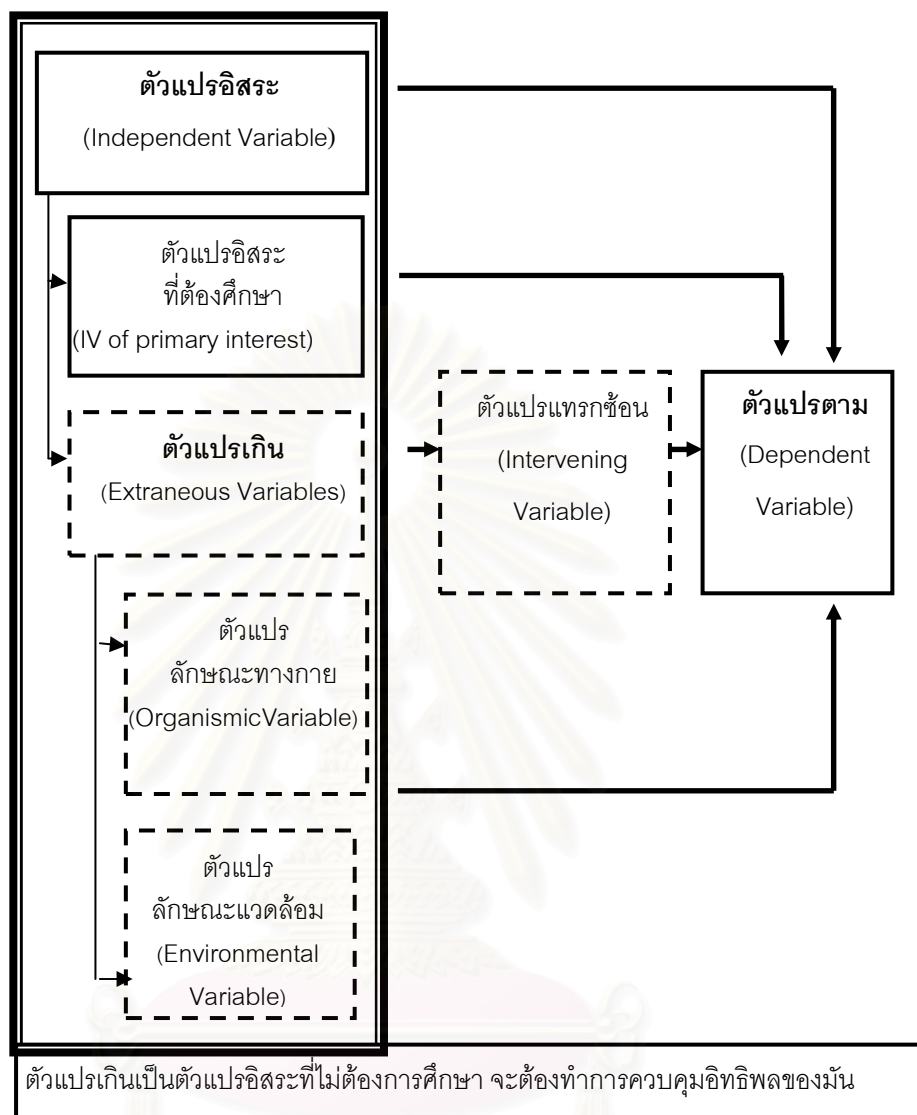 ตัวแปรอิสระ
(Independent Variable)
ตัวแปรอิสระ
ที่ต้องศึกษา
(IV of primary interest)
ตัวแปรเกิน
(Extraneous Variables)
ตัวแปร
ลักษณะทางกาย
(OrganismicVariable)
ตัวแปร
ลักษณะแวดล้อม
(Environmental
Variable)
ตัวแปรแทรกซ้อน
(Intervening
Variable)
ตัวแปรตาม
(Dependent
Variable)
ตัวแปรเกินเป็นตัวแปรอิสระที่ไม่ต้องการศึกษา จะต้องทำการควบคุมอิทธิพลของมัน